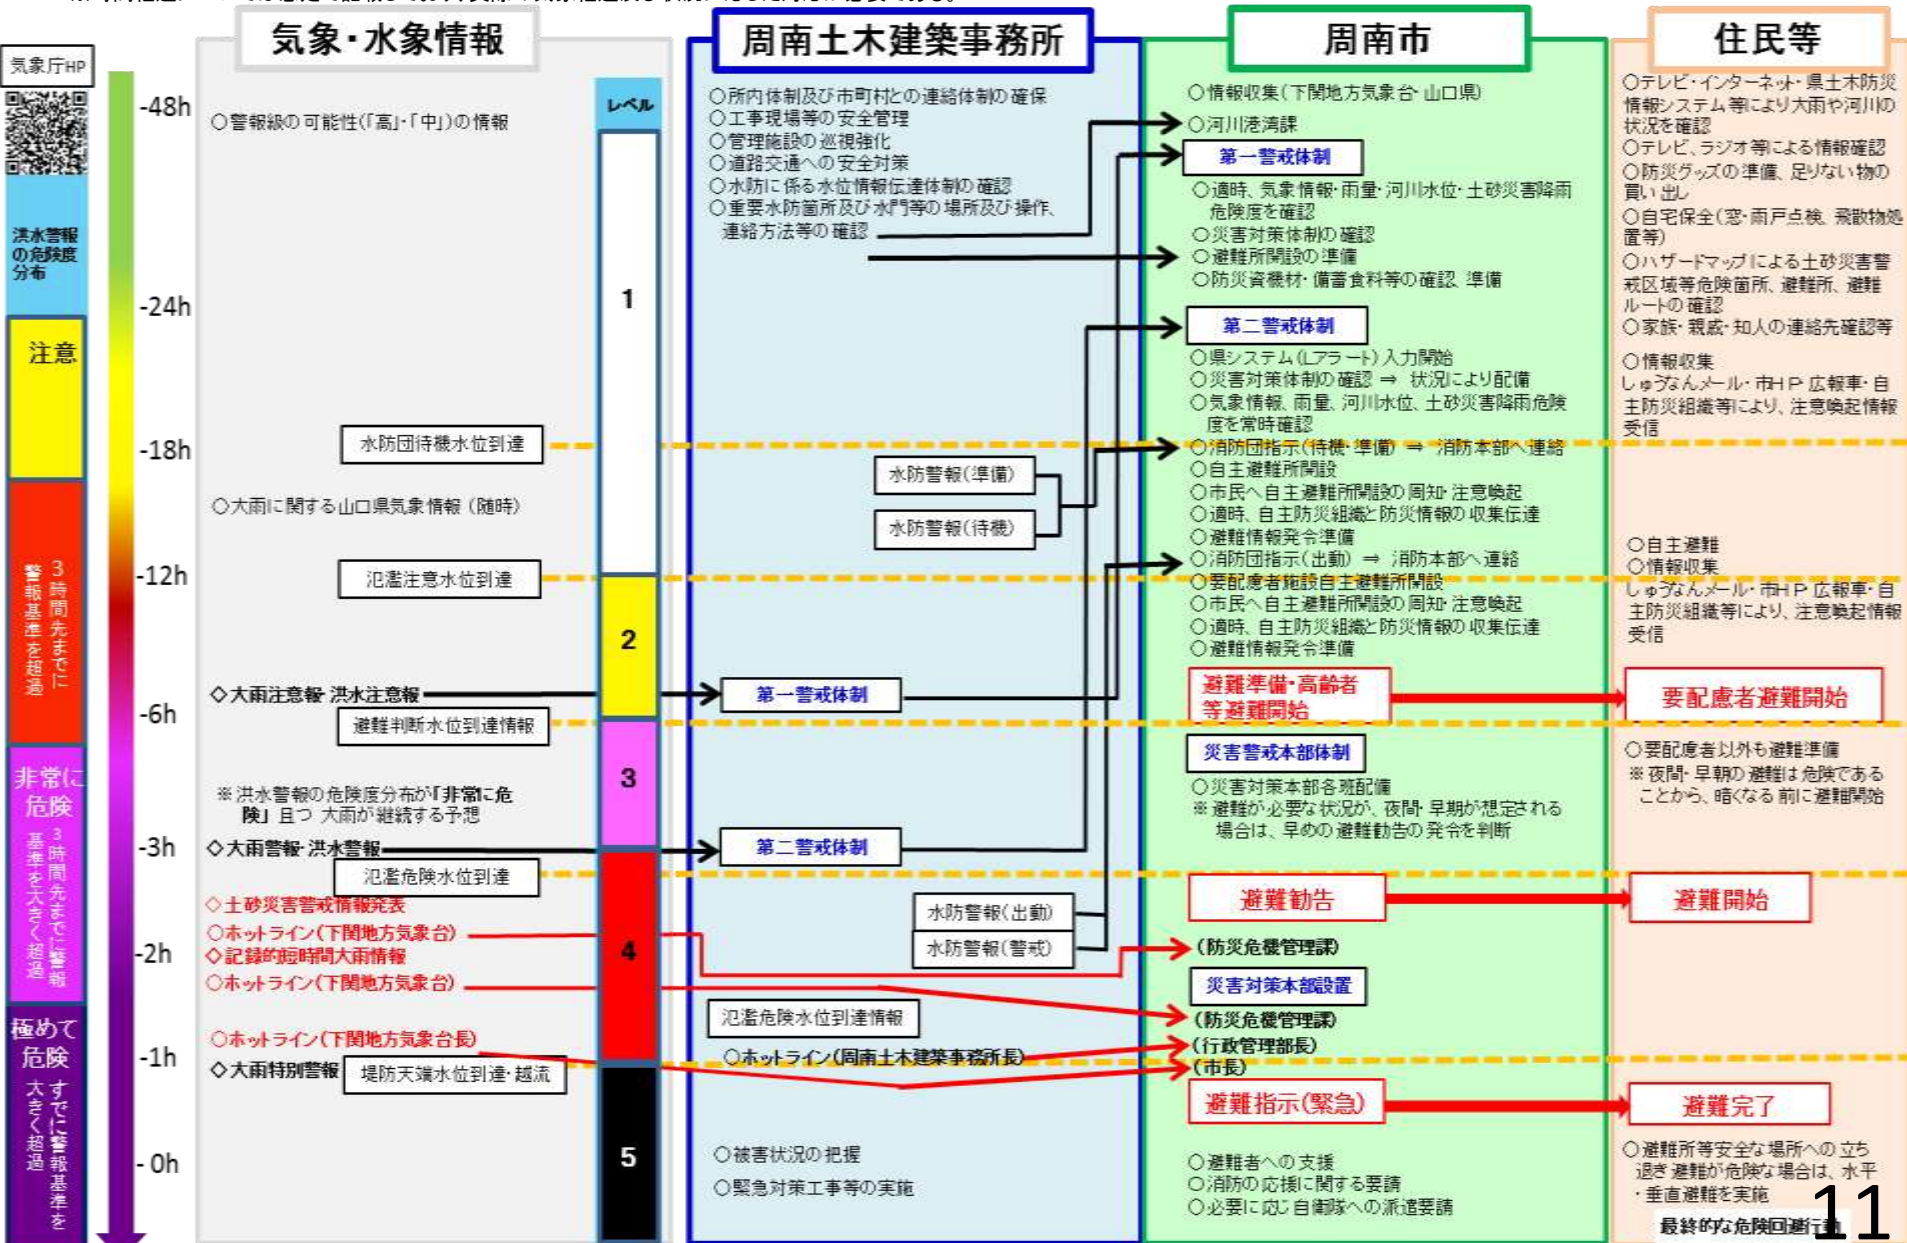 気象・水象情報
周南土木建築事務所
周南市
住民等
気象庁HP
洪水警報
の危険度
分布
注意
3時間先までに
警報基準を超過
非常に
危険
3時間先までに警報
基準を大きく超過
極めて
危険
すでに警報基準を
大きく超過
-48h
-24h
-18h
-12h
-6h
-3h
-2h
-1h
- 0h
○警報級の可能性(「高」・「中」)の情報
水防団待機水位到達
○大雨に関する山口県気象情報(随時)
氾濫注意水位到達
◇大雨注意報・洪水注意報
避難判断水位到達情報
※洪水警報の危険度分布が「非常に危
険」且つ 大雨が継続する予想
◇大雨警報・洪水警報
氾濫危険水位到達
◇土砂災害警戒情報発表
○ホットライン(下関地方気象台)
◇記録的短時間大雨情報
○ホットライン(下関地方気象台)
○ホットライン(下関地方気象台長)
◇大雨特別警報
堤防天端水位到達・越流
レベル
1
2
3
4
5
○所内体制及び市町村との連絡体制の確保
○工事現場等の安全管理
○管理施設の巡視強化
○道路交通への安全対策
○水防に係る水位情報伝達体制の確認
○重要水防箇所及び水門等の場所及び操作、
連絡方法等の確認
水防警報(準備)
水防警報(待機)
第一警戒体制
第二警戒体制
水防警報(出動)
水防警報(警戒)
氾濫危険水位到達情報
○ホットライン(周南土木建築事務所長)
○被害状況の把握
○緊急対策工事等の実施
○情報収集(下関地方気象台・山口県)
○河川港湾課
第一警戒体制
○適時、気象情報・雨量・河川水位・土砂災害降雨
危険度を確認
○災害対策体制の確認
○避難所開設の準備
○防災資機材・備蓄食料等の確認、準備
第二警戒体制
○県システム(Lアラート)入力開始
○災害対策体制の確認 ⇒ 状況により配備
○気象情報、雨量、河川水位、土砂災害降雨危険
度を常時確認
○消防団指示(待機・準備) ⇒ 消防本部へ連絡
○自主避難所開設
○市民へ自主避難所開設の周知・注意喚起
○適時、自主防災組織と防災情報の収集伝達
○避難情報発令準備
○消防団指示(出動) ⇒ 消防本部へ連絡
○要配慮者施設自主避難所開設
○市民へ自主避難所開設の周知・注意喚起
○適時、自主防災組織と防災情報の収集伝達
○避難情報発令準備
避難準備・高齢者
等避難開始
災害警戒本部体制
○災害対策本部各班配備
※避難が必要な状況が、夜間・早期が想定される
場合は、早めの避難勧告の発令を判断
避難勧告
(防災危機管理課)
災害対策本部設置
(防災危機管理課)
(行政管理部長)
(市長)
避難指示(緊急)
○避難者への支援
○消防の応援に関する要請
○必要に応じ自衛隊への派遣要請
○テレビ・インターネット・県土木防災
情報システム等により大雨や河川の
状況を確認
○テレビ、ラジオ等による情報確認
○防災グッズの準備、足りない物の
買い出し
○自宅保全(窓・雨戸点検、飛散物処
置等)
○ハザードマップによる土砂災害警
戒区域等危険箇所、避難所、避難
ルートの確認
○家族・親戚・知人の連絡先確認等
○情報収集
しゅうなんメール・市HP・広報車・自
主防災組織等により、注意喚起情報
受信
○自主避難
○情報収集
しゅうなんメール・市HP・広報車・自
主防災組織等により、注意喚起情報
受信
要配慮者避難開始
○要配慮者以外も避難準備
※夜間・早朝の避難は危険である
ことから、暗くなる前に避難開始
避難開始
避難完了
○避難所等安全な場所への立ち
退き避難が危険な場合は、水平
・垂直避難を実施
最終的な危険回避行動
11